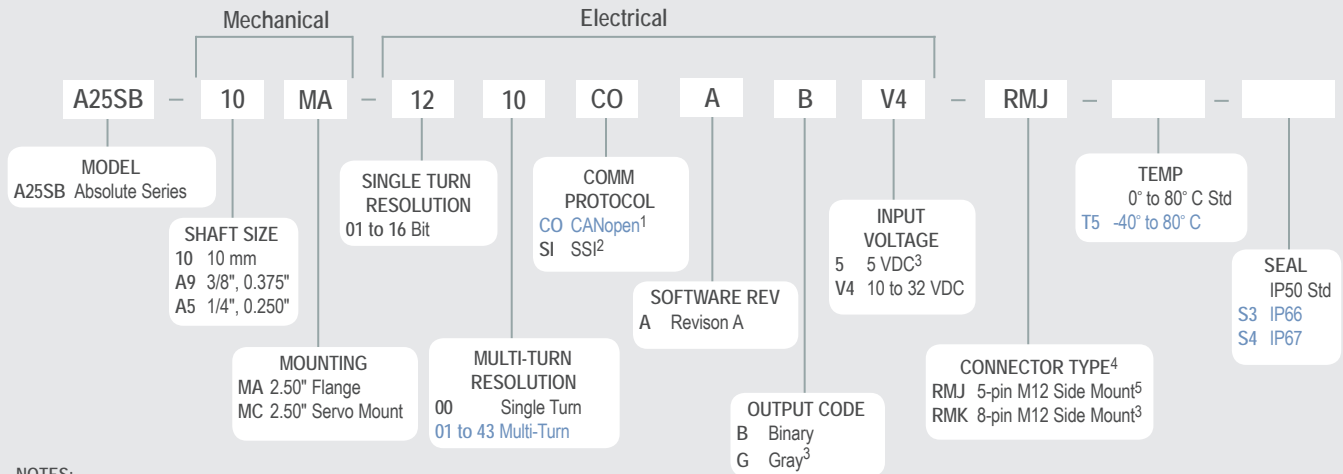 Mechanical
Electrical
A25SB – 10 MA – 12 10 CO A B V4 – RMJ – –
MODEL
A25SB Absolute Series
SHAFT SIZE
10 10 mm
A9 3/8", 0.375"
A5 1/4", 0.250"
MOUNTING
MA 2.50" Flange
MC 2.50" Servo Mount
SINGLE TURN
RESOLUTION
01 to 16 Bit
MULTI-TURN
RESOLUTION
00 Single Turn
01 to 43 Multi-Turn
COMM
PROTOCOL
CO CANopen¹
SI SSI²
SOFTWARE REV
A Revison A
OUTPUT CODE
B Binary
G Gray³
INPUT
VOLTAGE
5 5 VDC³
V4 10 to 32 VDC
CONNECTOR TYPE⁴
RMJ 5-pin M12 Side Mount⁵
RMK 8-pin M12 Side Mount³
TEMP
0° to 80° C Std
T5 -40° to 80° C
SEAL
IP50 Std
S3 IP66
S4 IP67
NOTES: